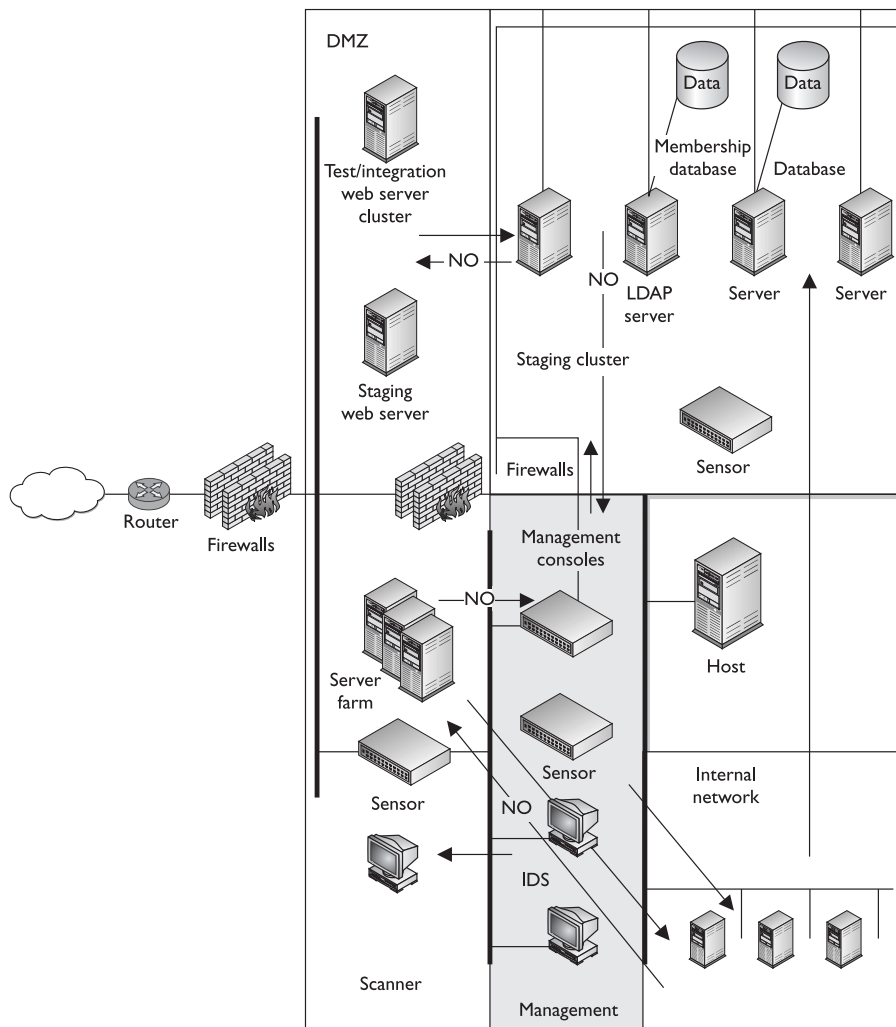 DMZ
Data
Data
Test/integration
web server
cluster
Membership
database
Database
NO
NO
LDAP
server
Server
Server
Staging
web server
Staging cluster
Sensor
Firewalls
Router
Firewalls
Management
consoles
NO
Host
Server
farm
Sensor
Sensor
Internal
network
NO
IDS
Scanner
Management